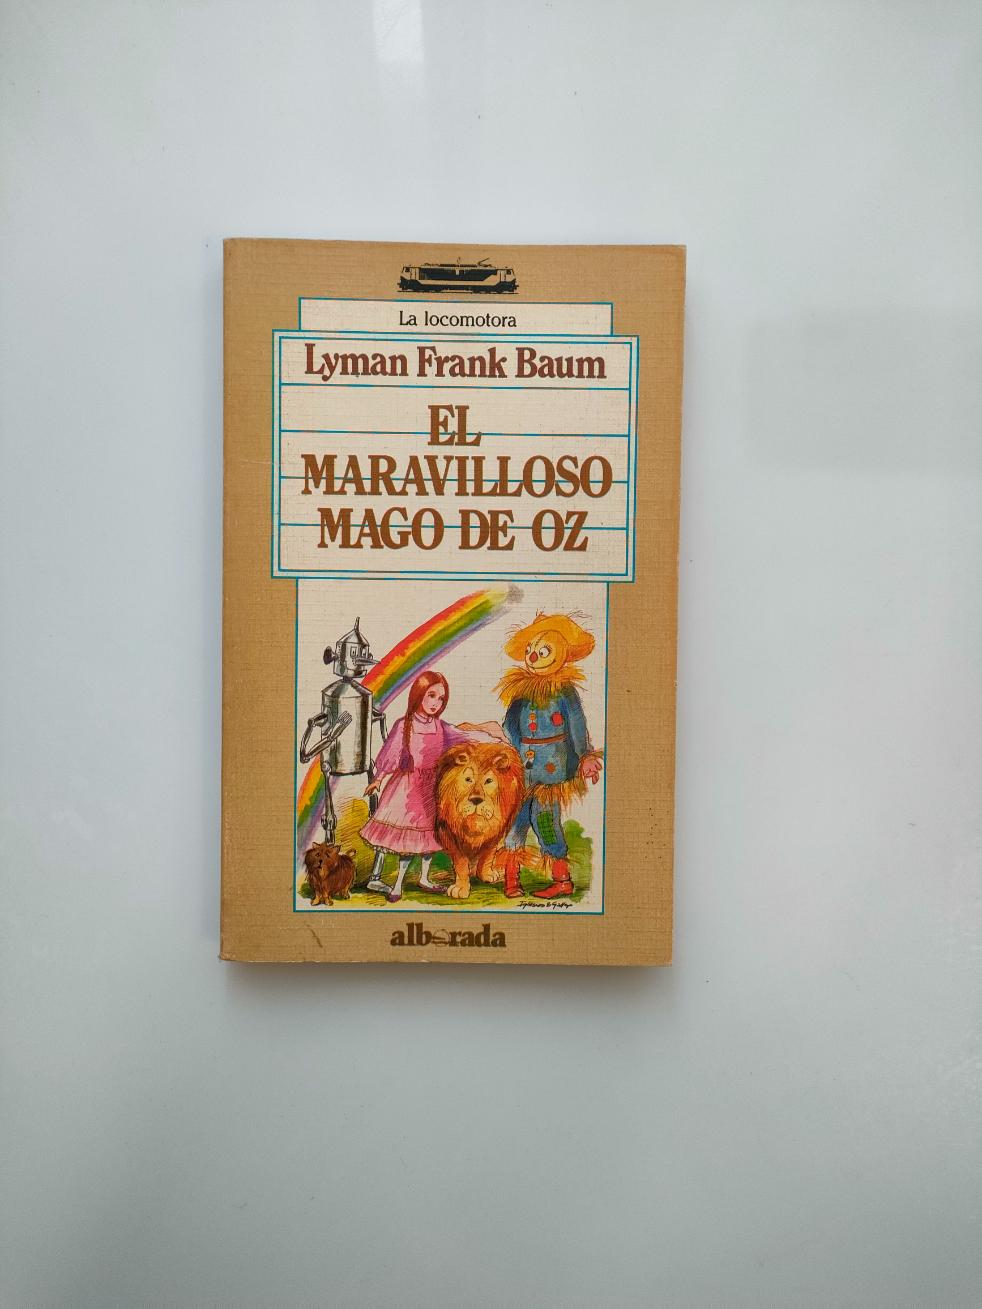 La locomotora
Lyman Frank Baum
EL
MARAVILLOSO
MAGO DE OZ
alborada